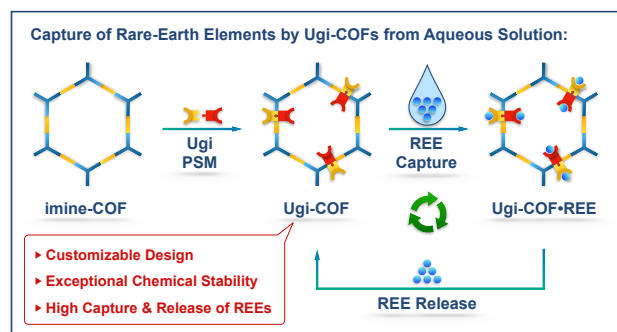 Capture of Rare-Earth Elements by Ugi-COFs from Aqueous Solution:
Ugi
PSM
REE
Capture
imine-COF
Ugi-COF
Ugi-COF•REE
Customizable Design
Exceptional Chemical Stability
High Capture & Release of REEs
REE Release